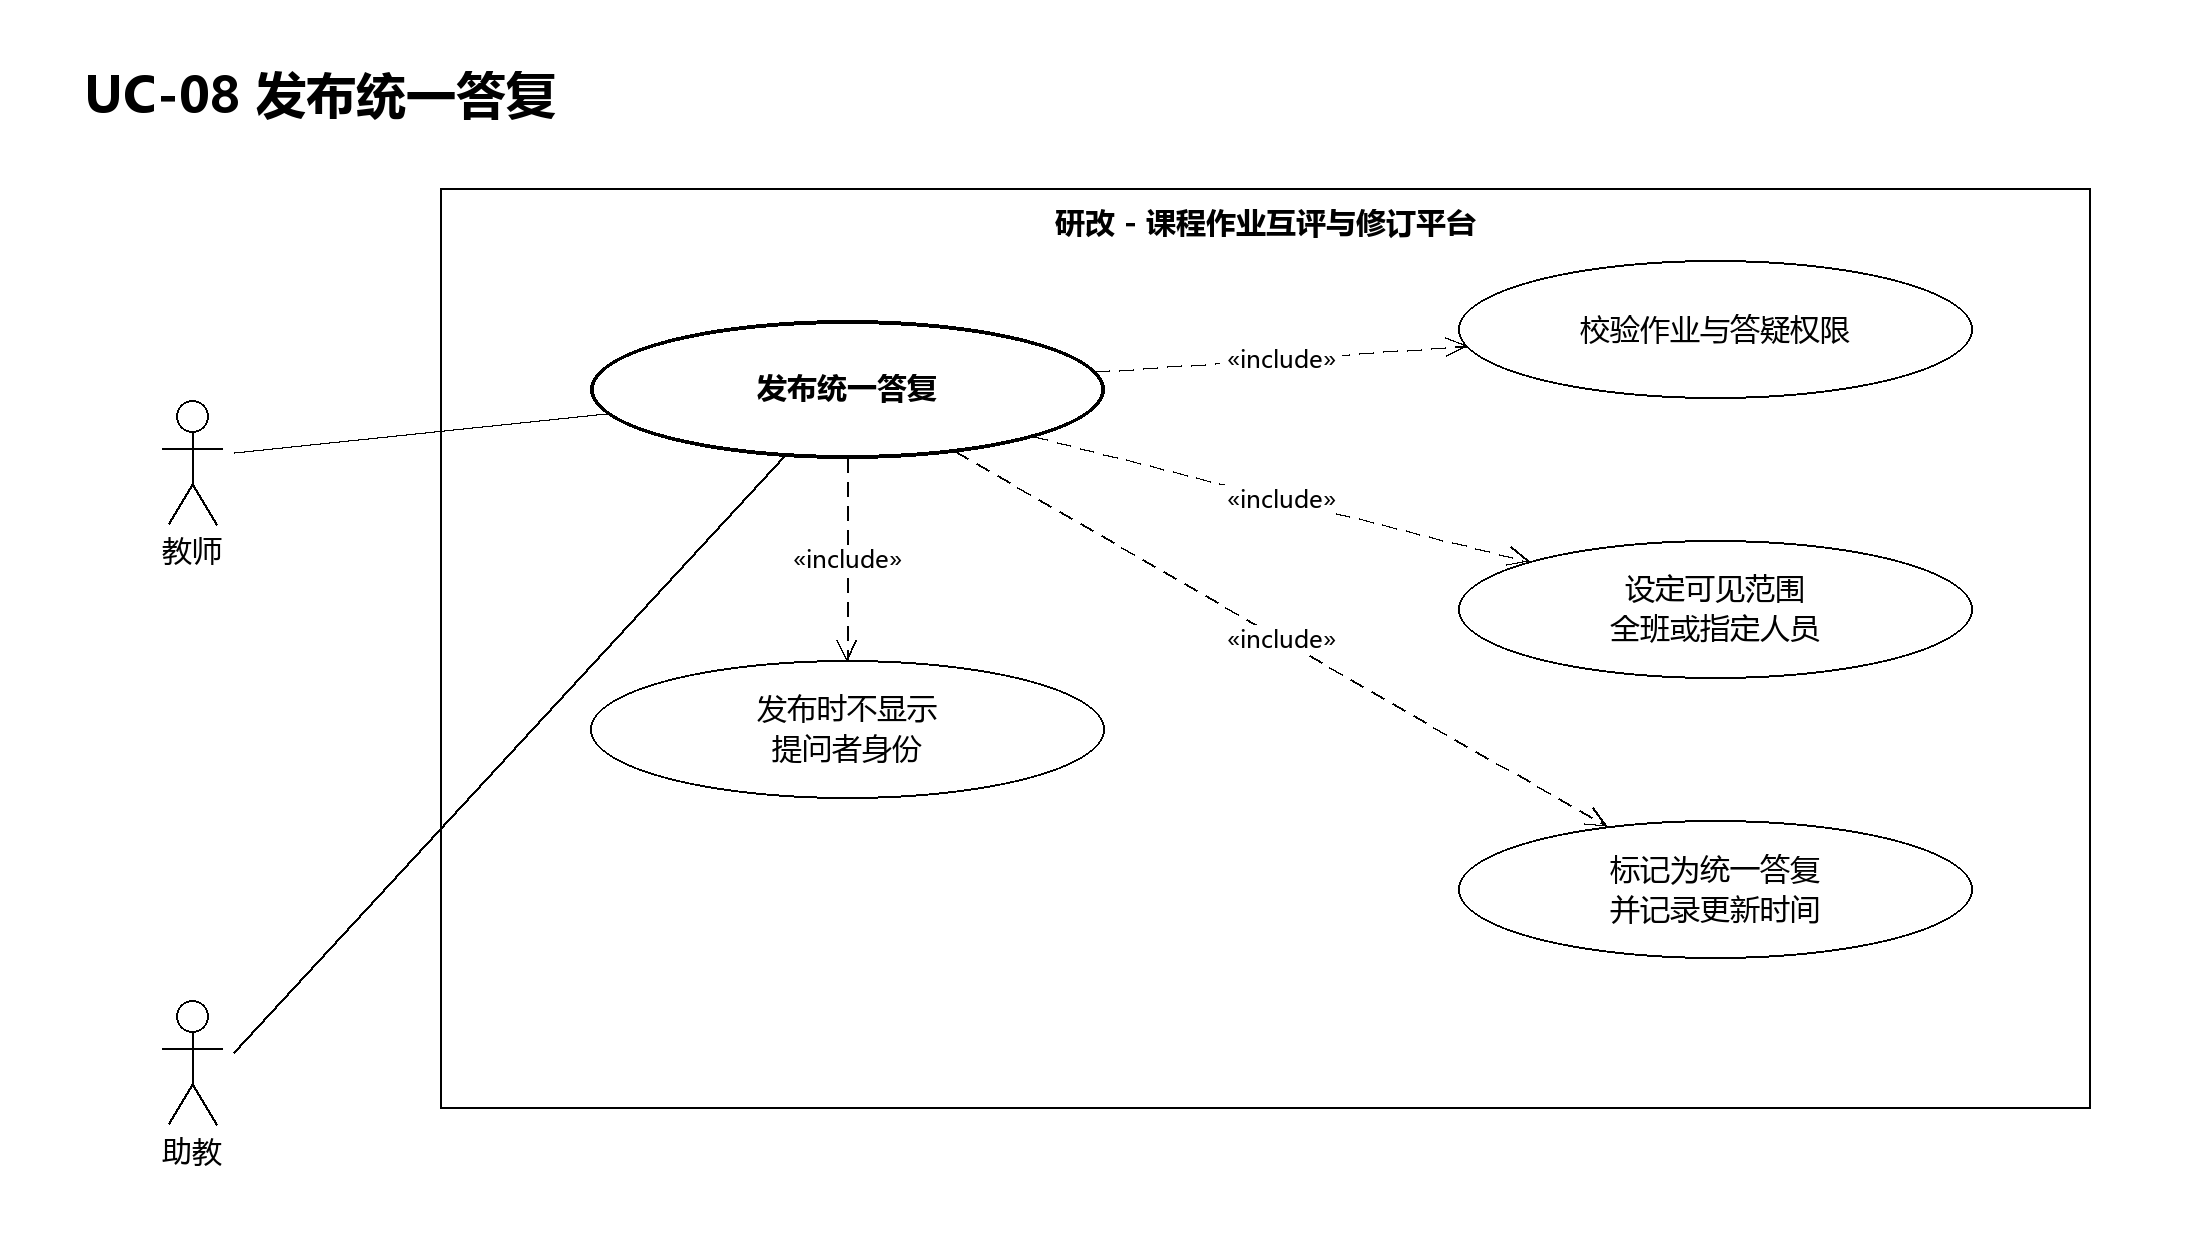 UC-08 发布统一答复
研改 - 课程作业互评与修订平台
校验作业与答疑权限
«include»
发布统一答复
教师
«include»
设定可见范围
全班或指定人员
«include»
«include»
发布时不显示
提问者身份
标记为统一答复
并记录更新时间
助教